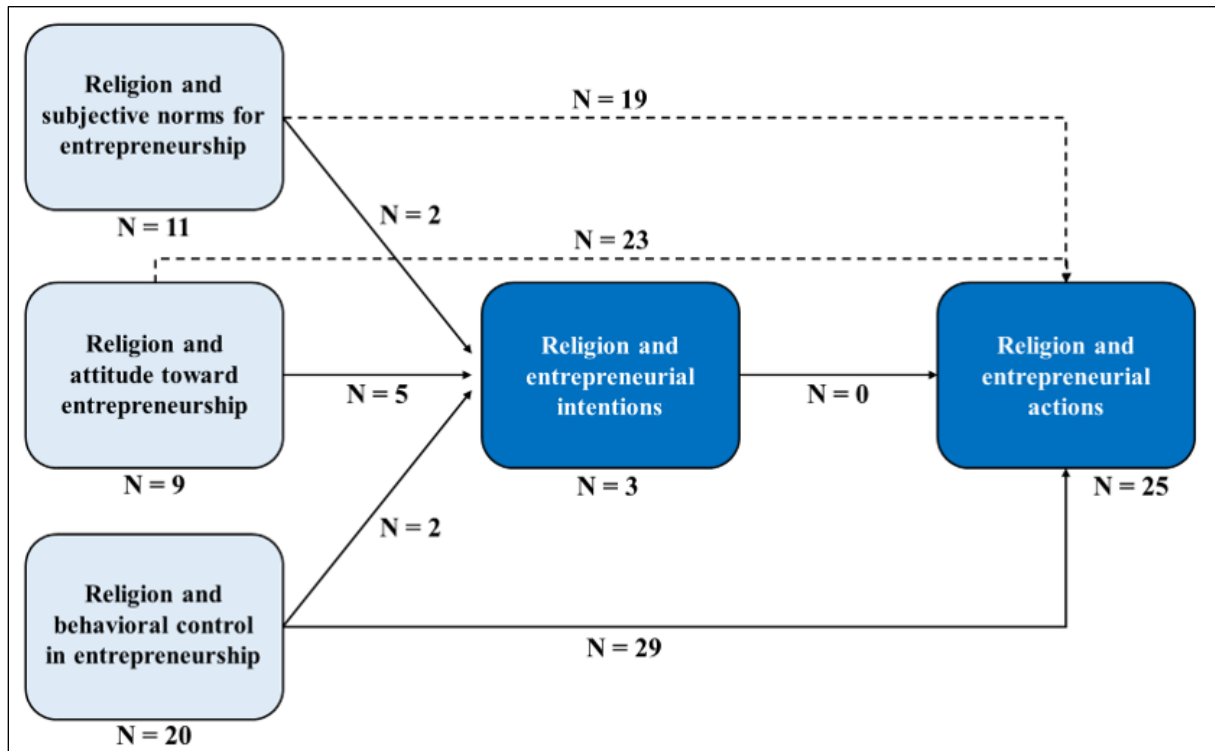 Religion and
subjective norms for
entrepreneurship
N = 11
N = 19
N = 2
N = 23
Religion and
attitude toward
entrepreneurship
N = 9
N = 5
Religion and
entrepreneurial
intentions
N = 3
N = 0
Religion and
entrepreneurial
actions
N = 25
Religion and
behavioral control
in entrepreneurship
N = 20
N = 2
N = 29